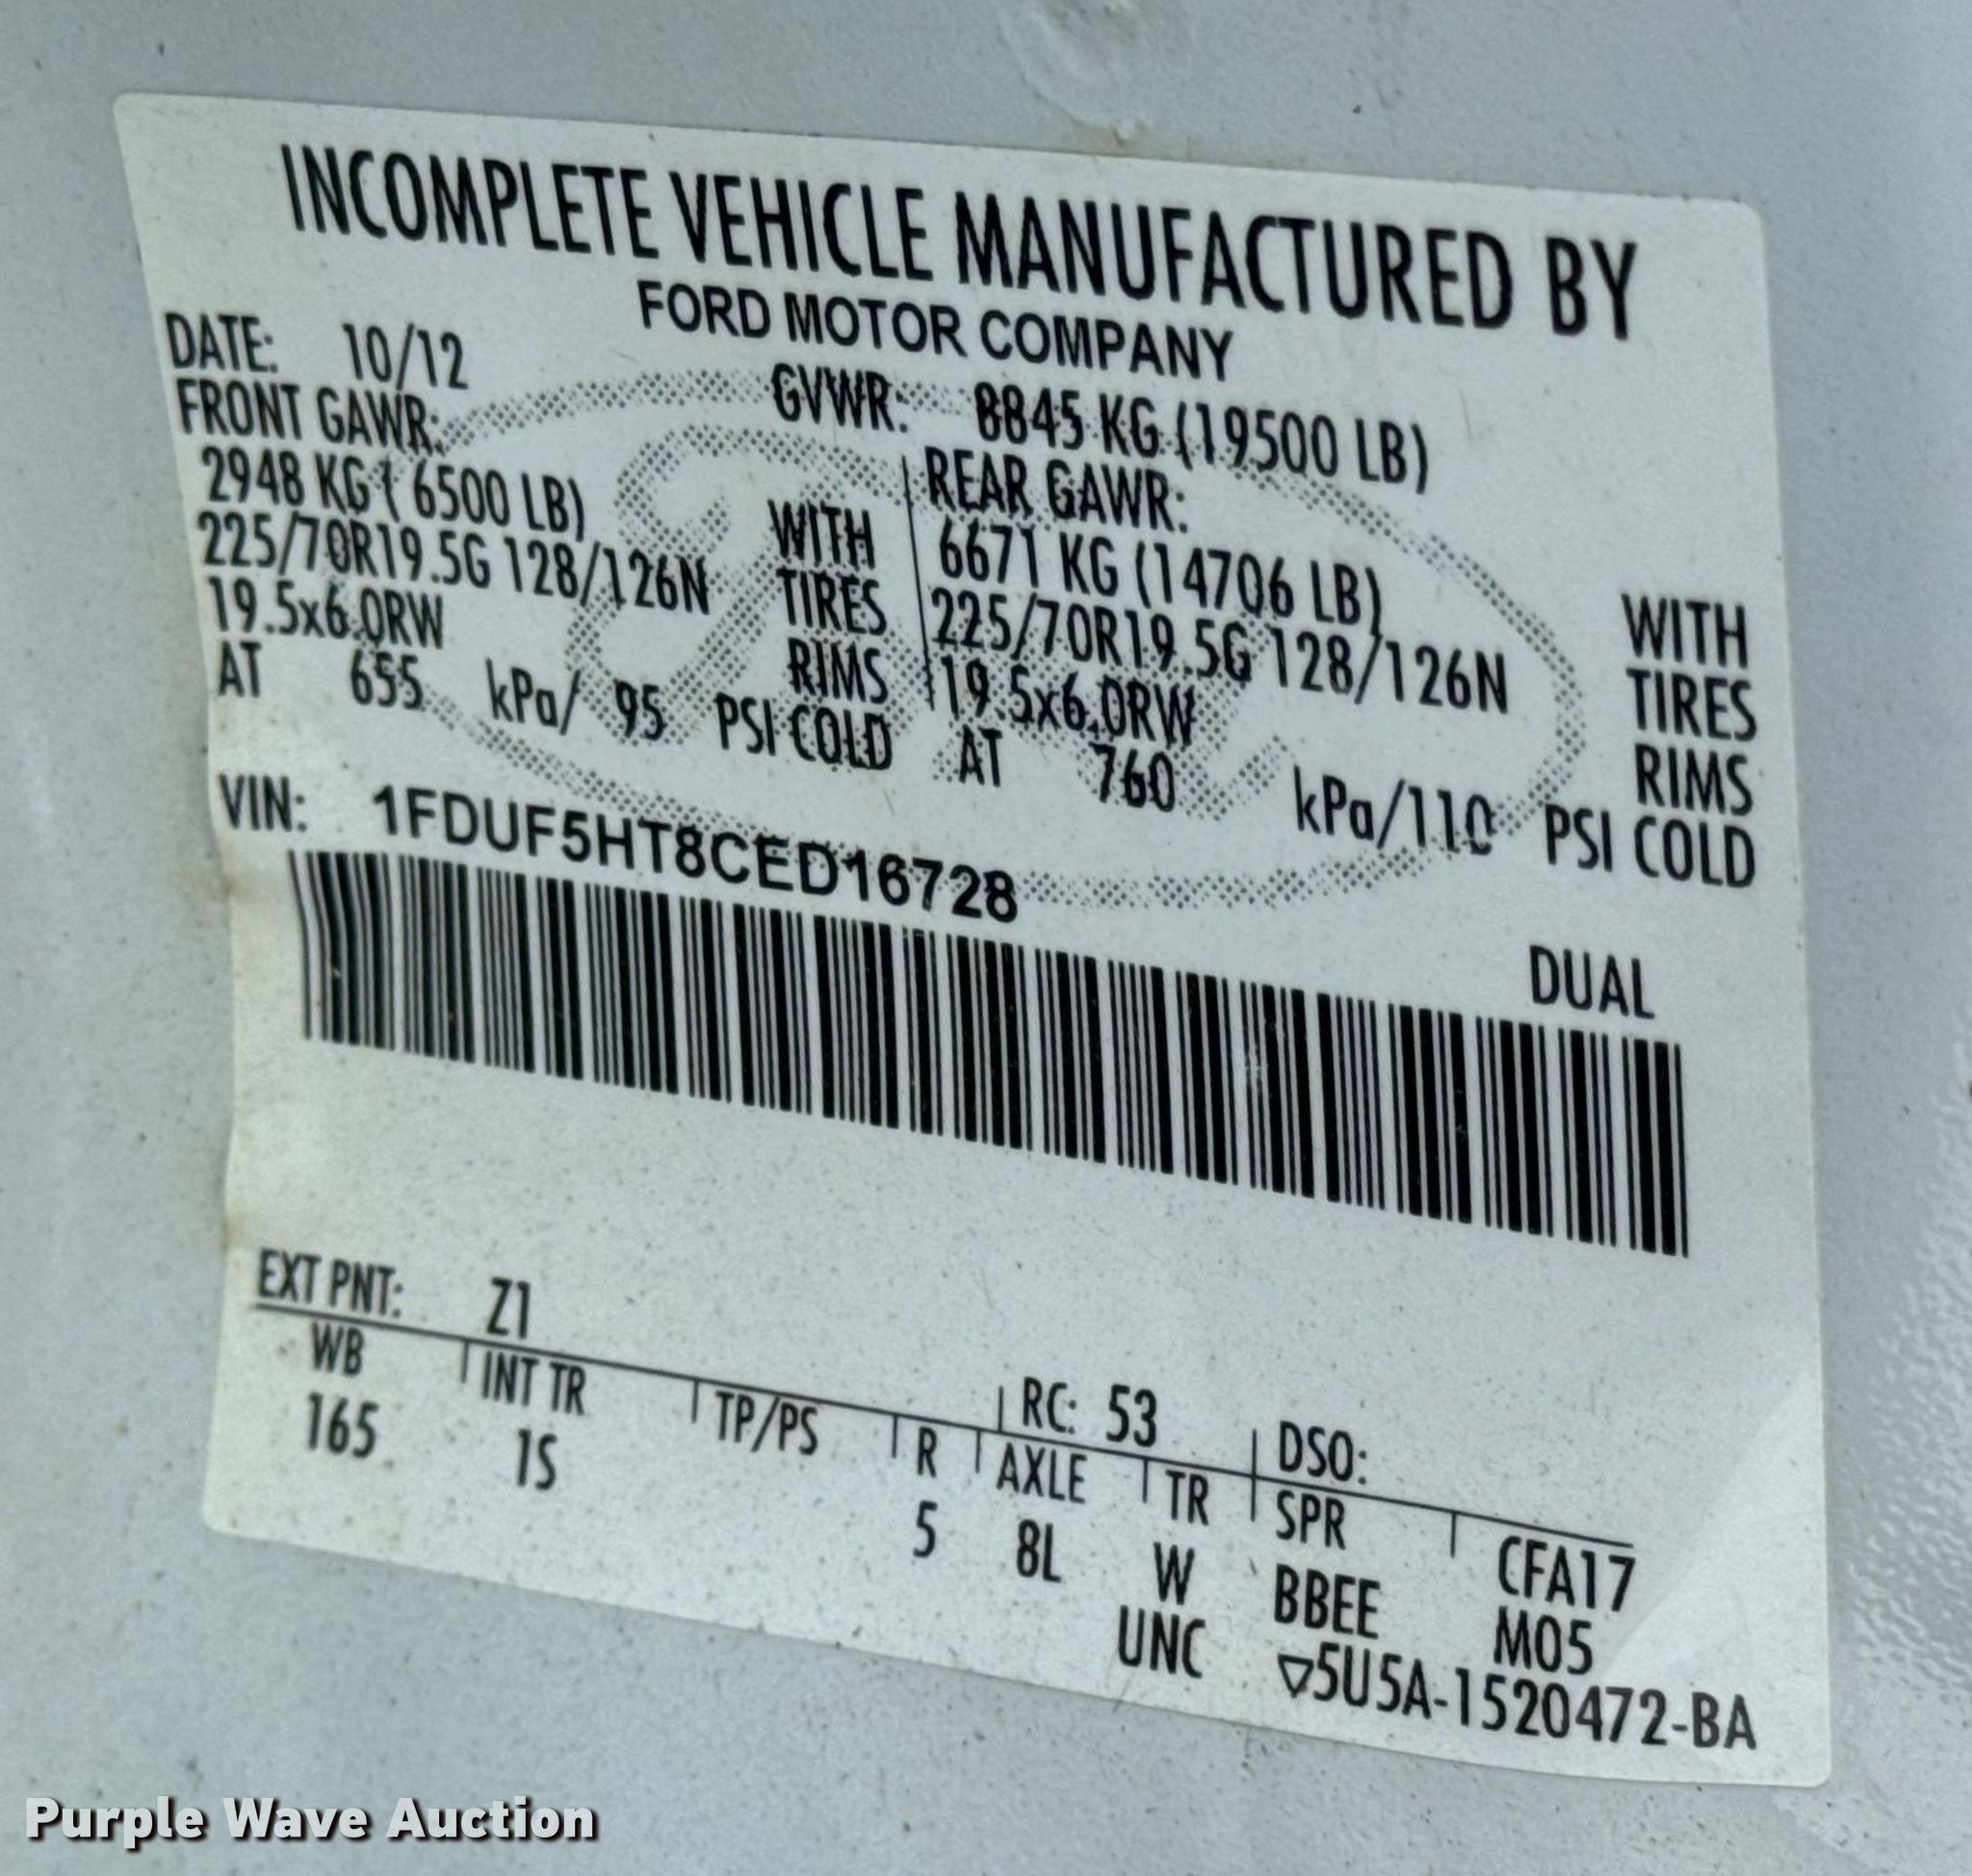 INCOMPLETE VEHICLE MANUFACTURED BY
FORD MOTOR COMPANY
DATE: 10/12 GVWR: 8845 KG (19500 LB)
FRONT GAWR: REAR GAWR:
2948 KG ( 6500 LB) WITH 6671 KG (14706 LB) WITH
225/70R19.5G 128/126N TIRES 225/70R19.5G 128/126N TIRES
19.5x6.0RW RIMS 19.5x6.0RW RIMS
AT 655 kPa/ 95 PSI COLD AT 760 kPa/110 PSI COLD
VIN: 1FDUF5HT8CED16728
DUAL
EXT PNT: Z1 RC: 53 DSO:
WB INT TR TP/PS R AXLE TR SPR CFA17
165 1S 5 8L W BBEE M05
UNC ▽5U5A-1520472-BA
Purple Wave Auction